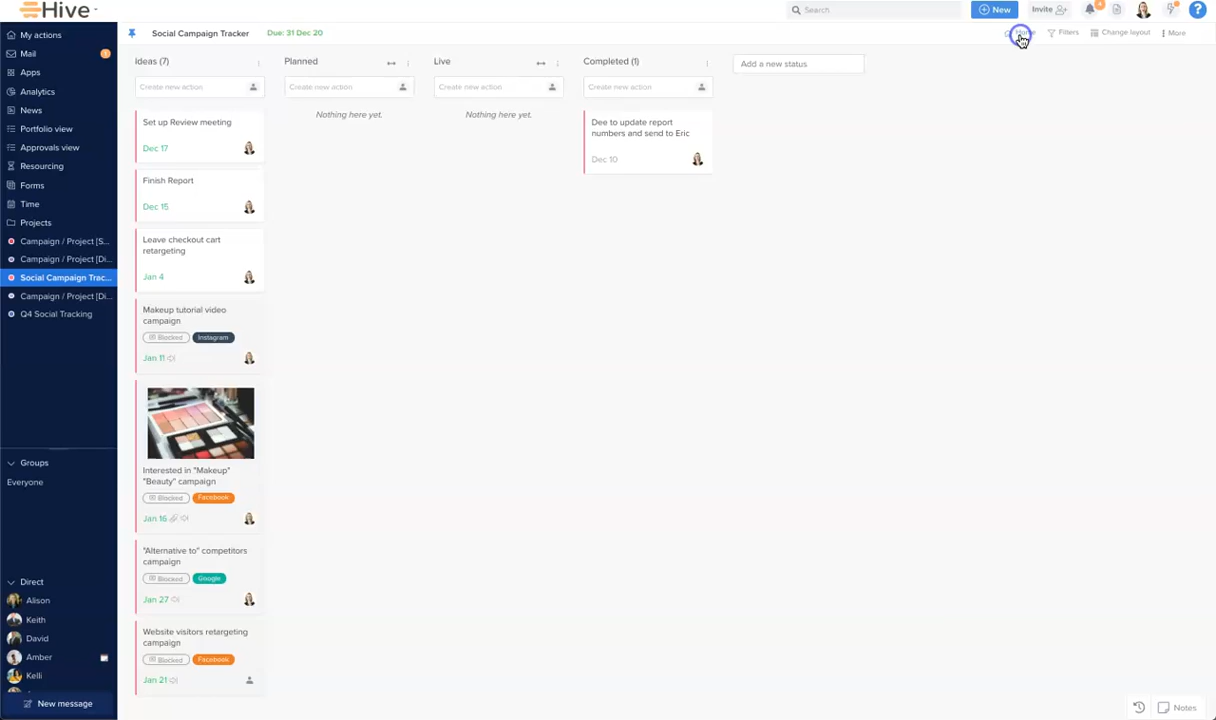 Hive
Search
New
Invite
4
?
My actions
Mail
1
Apps
Analytics
News
Portfolio view
Approvals view
Resourcing
Forms
Time
Projects
Campaign / Project [S...
Campaign / Project [Di...
Social Campaign Trac...
Campaign / Project [Di...
Q4 Social Tracking
Groups
Everyone
Direct
Alison
Keith
David
Amber
Kelli
New message
Social Campaign Tracker
Due: 31 Dec 20
Filters
Change layout
More
Ideas (7)
Create new action
Set up Review meeting
Dec 17
Finish Report
Dec 15
Leave checkout cart
retargeting
Jan 4
Makeup tutorial video
campaign
Blocked
Instagram
Jan 11
Interested in "Makeup"
"Beauty" campaign
Blocked
Facebook
Jan 16
"Alternative to" competitors
campaign
Blocked
Google
Jan 27
Website visitors retargeting
campaign
Blocked
Facebook
Jan 21
Planned
Create new action
Nothing here yet.
Live
Create new action
Nothing here yet.
Completed (1)
Create new action
Dee to update report
numbers and send to Eric
Dec 10
Add a new status
Notes